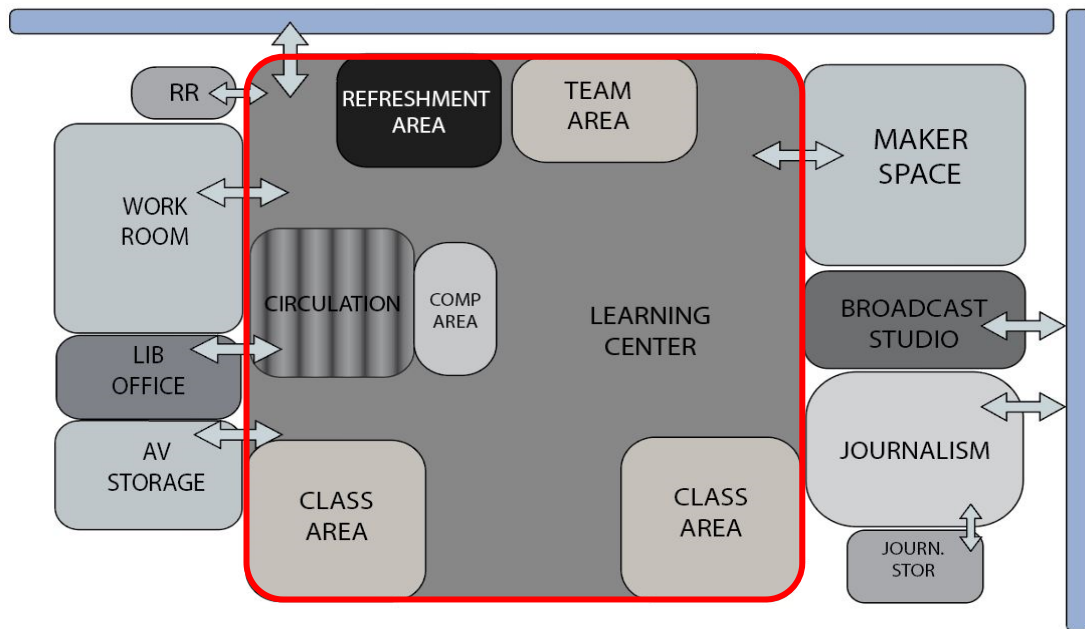 RR
REFRESHMENT
AREA
TEAM
AREA
MAKER
SPACE
WORK
ROOM
CIRCULATION
COMP
AREA
LEARNING
CENTER
BROADCAST
STUDIO
LIB
OFFICE
AV
STORAGE
JOURNALISM
CLASS
AREA
CLASS
AREA
JOURN.
STOR